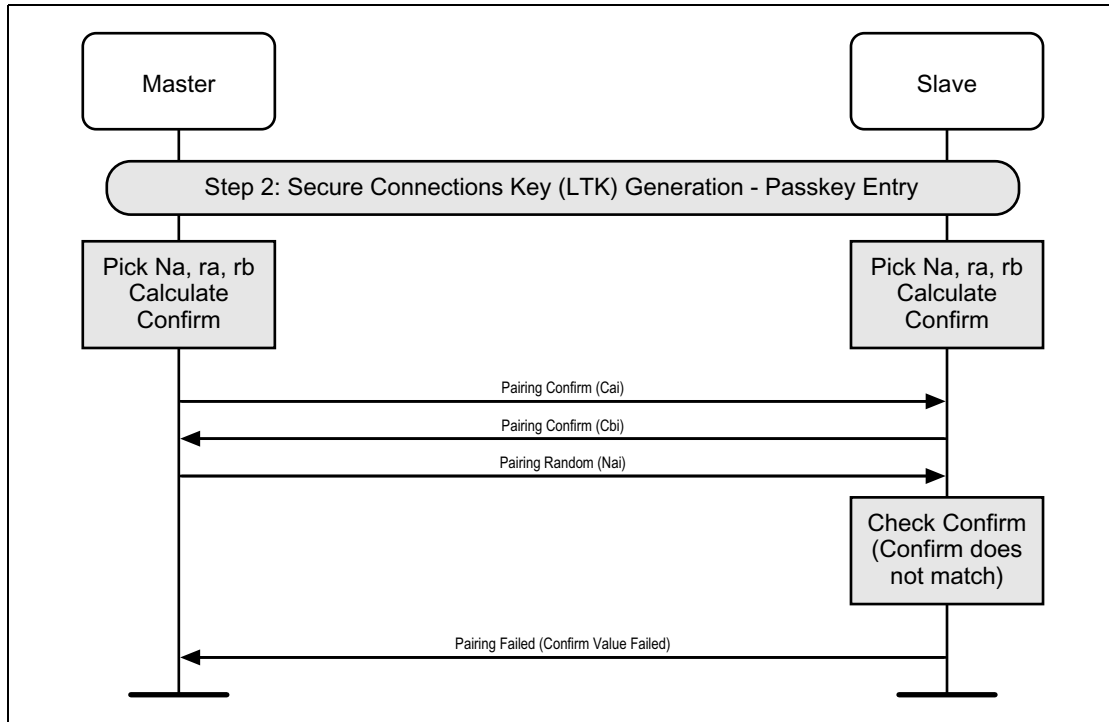 Master
Slave
Step 2: Secure Connections Key (LTK) Generation - Passkey Entry
Pick Na, ra, rb
Calculate
Confirm
Pick Na, ra, rb
Calculate
Confirm
Pairing Confirm (Cai)
Pairing Confirm (Cbi)
Pairing Random (Nai)
Check Confirm
(Confirm does
not match)
Pairing Failed (Confirm Value Failed)